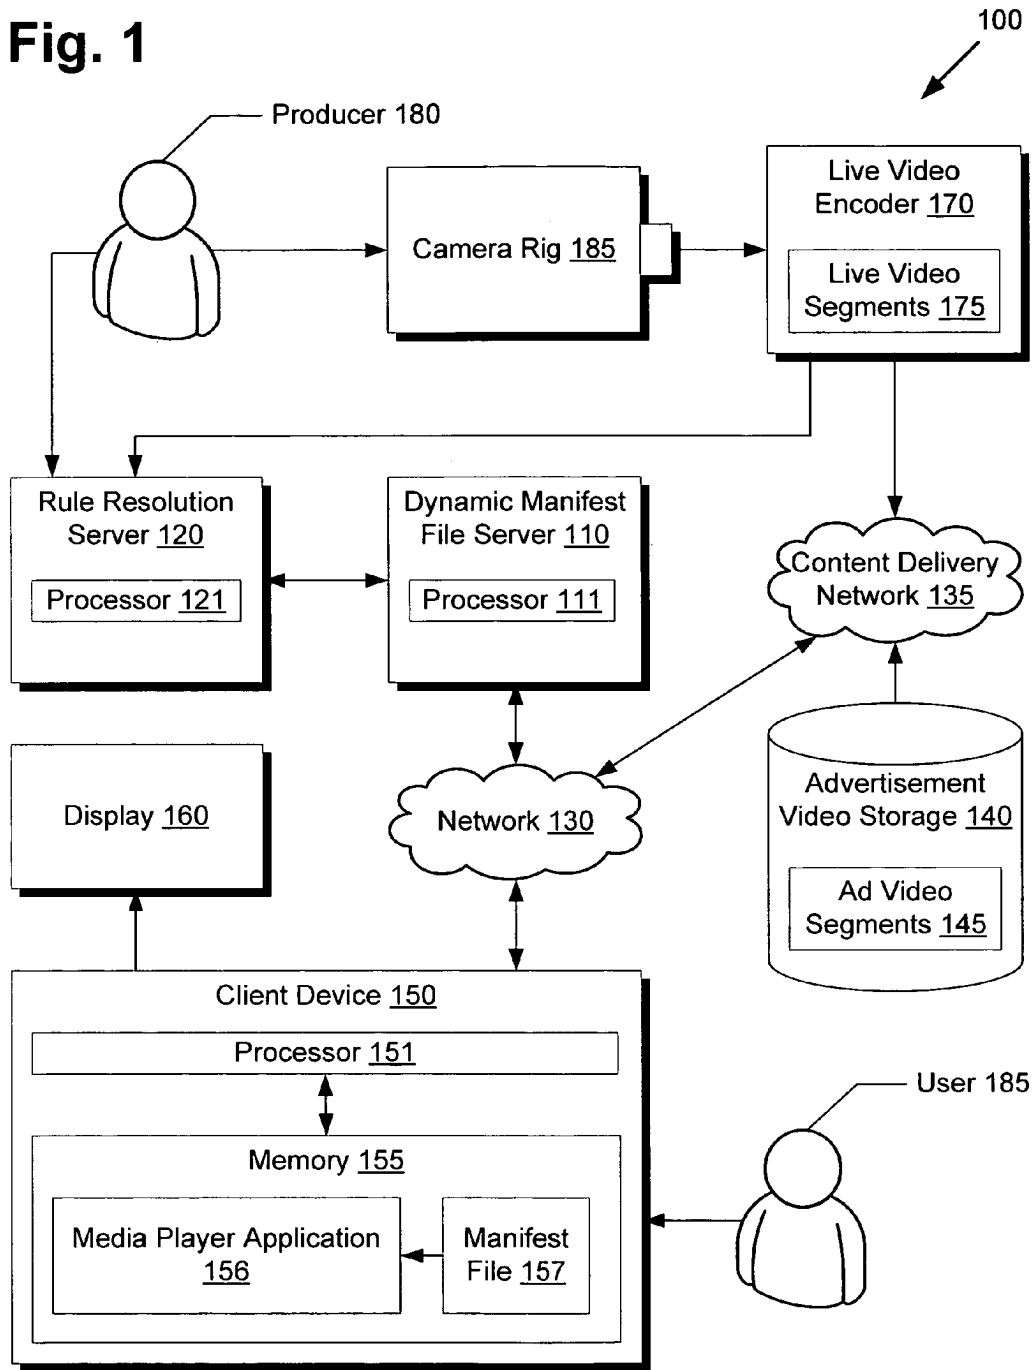 Fig. 1
100
Producer 180
Camera Rig 185
Live Video
Encoder 170
Live Video
Segments 175
Rule Resolution
Server 120
Processor 121
Dynamic Manifest
File Server 110
Processor 111
Content Delivery
Network 135
Display 160
Network 130
Advertisement
Video Storage 140
Ad Video
Segments 145
Client Device 150
Processor 151
Memory 155
Media Player Application
156
Manifest
File 157
User 185